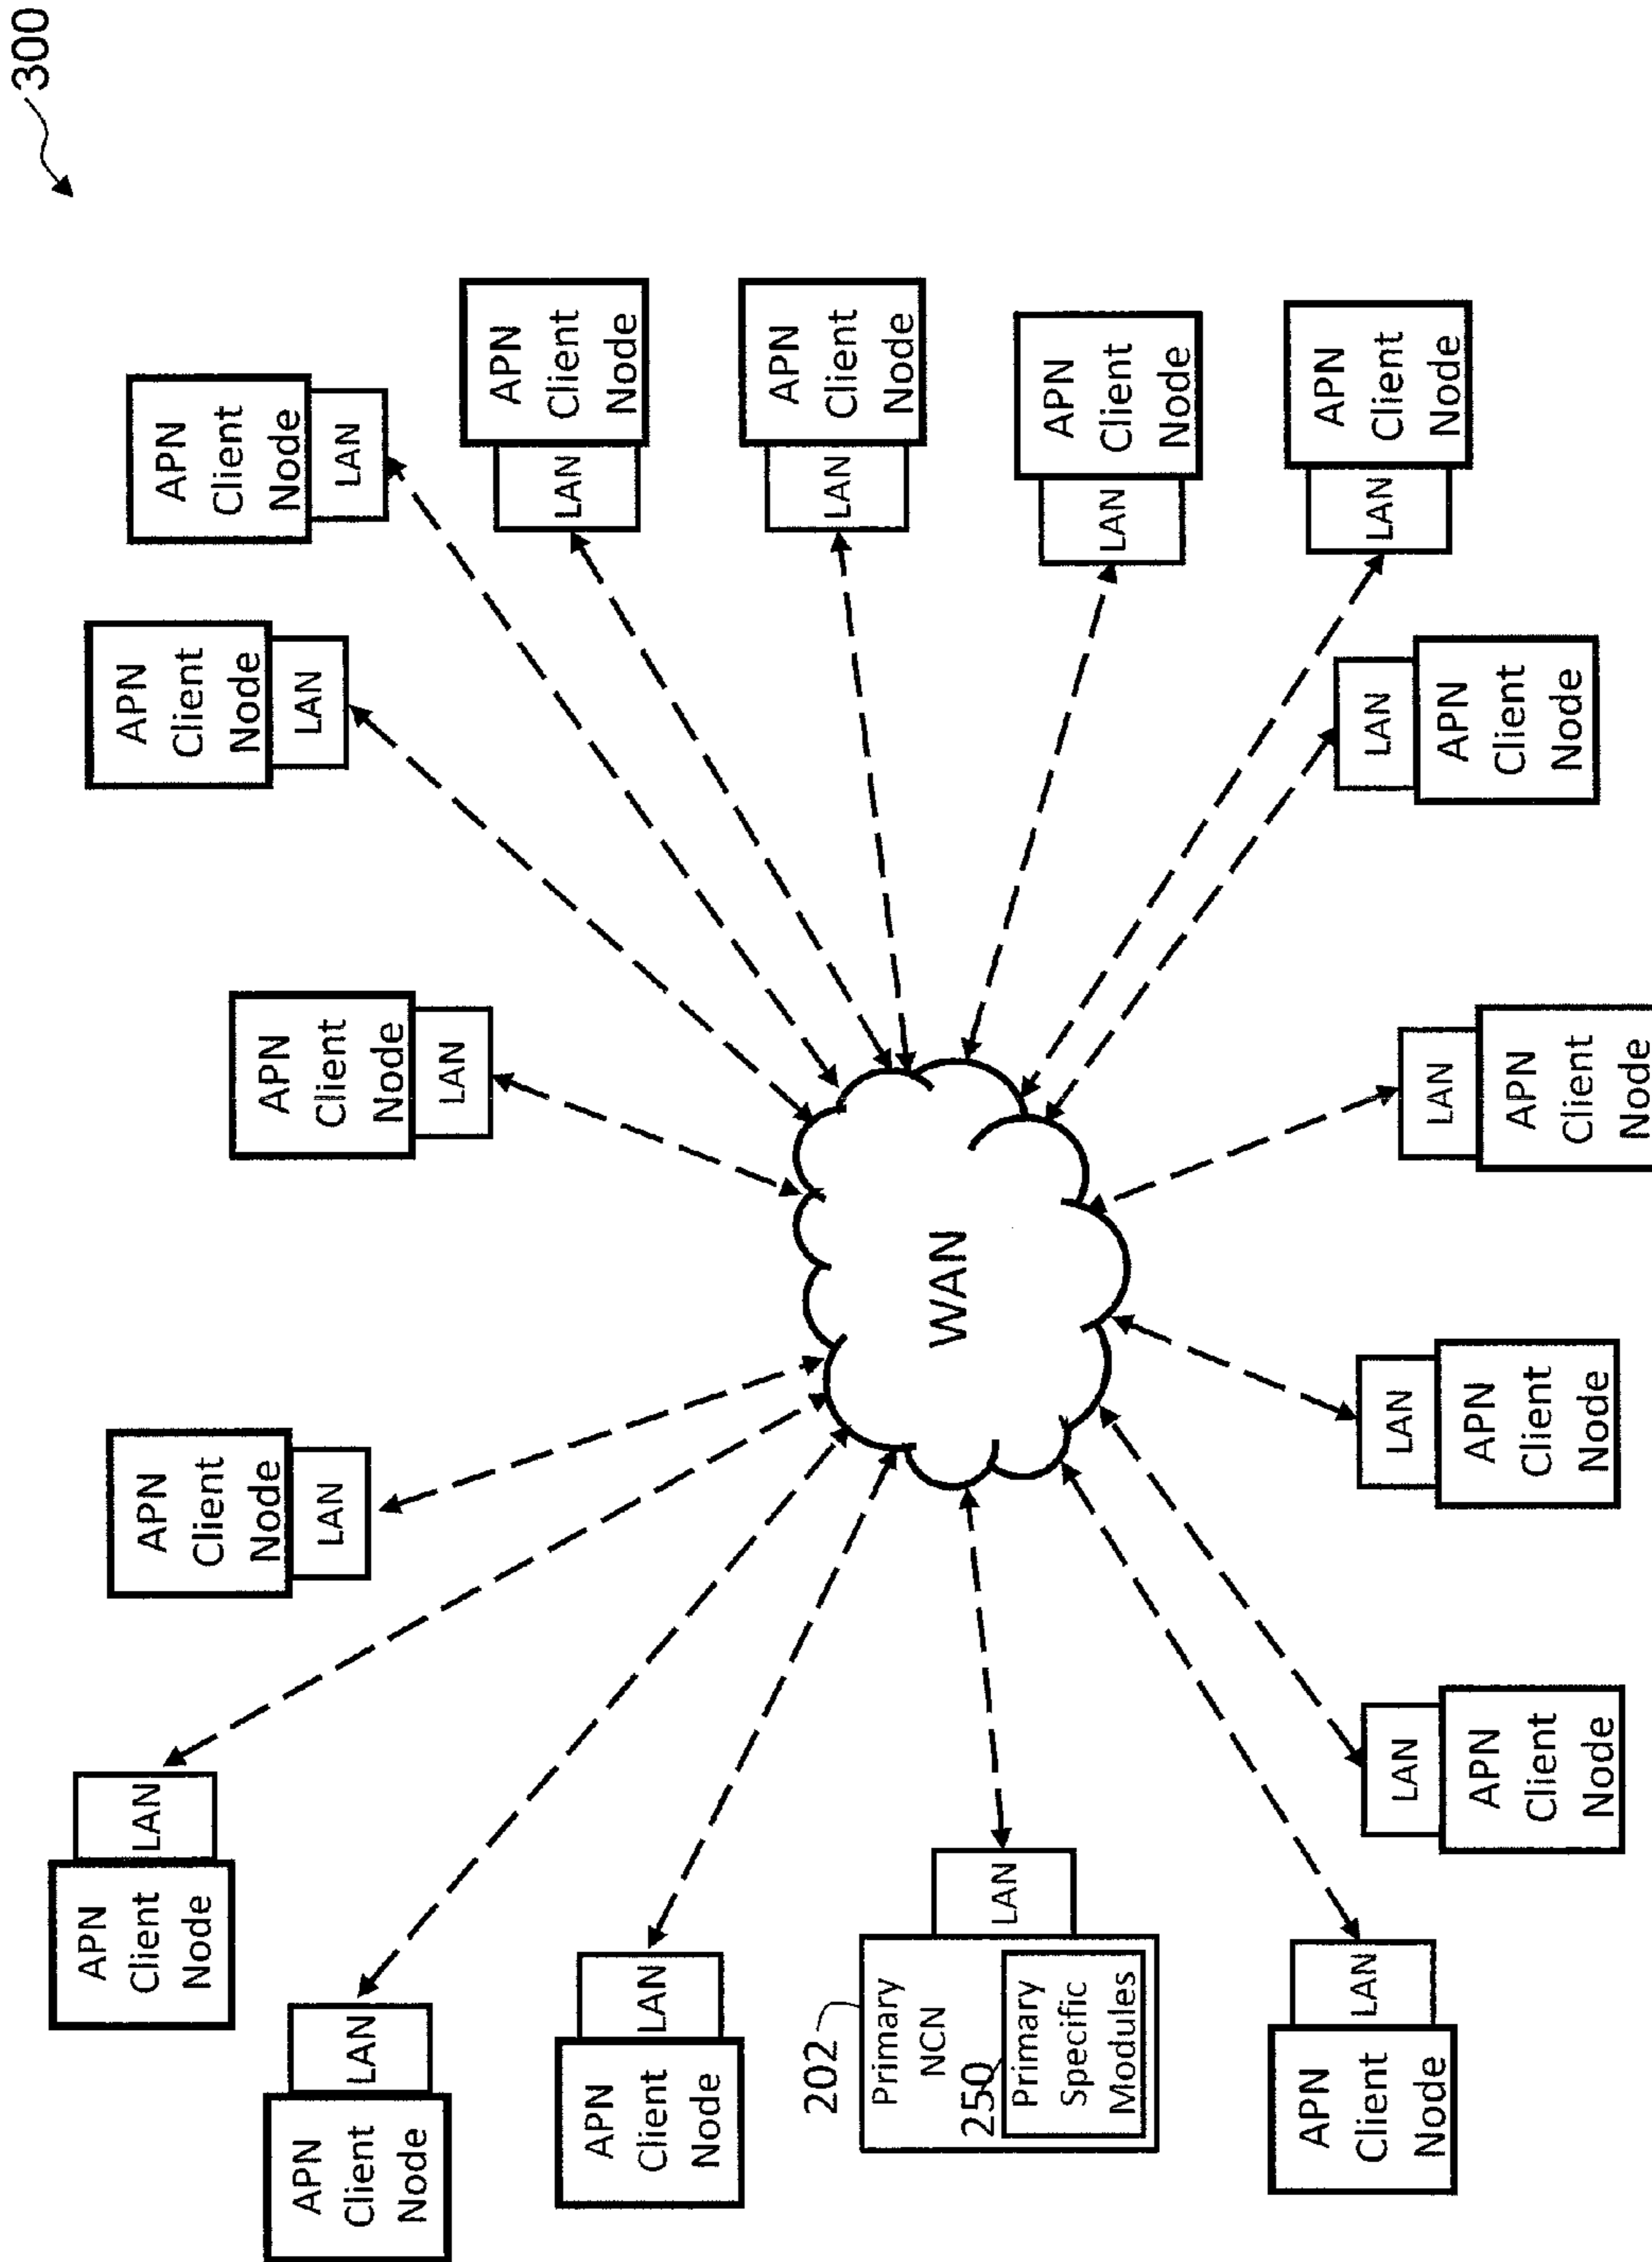 300
APN
Client
Node
LAN
APN
Client
Node
LAN
APN
Client
Node
LAN
APN
Client
Node
LAN
APN
Client
Node
LAN
APN
Client
Node
LAN
APN
Client
Node
LAN
APN
Client
Node
LAN
APN
Client
Node
LAN
202
Primary
NCN
250
Primary
Specific
Modules
LAN
WAN
APN
Client
Node
LAN
APN
Client
Node
LAN
APN
Client
Node
LAN
LAN
APN
Client
Node
LAN
APN
Client
Node
LAN
APN
Client
Node
LAN
APN
Client
Node